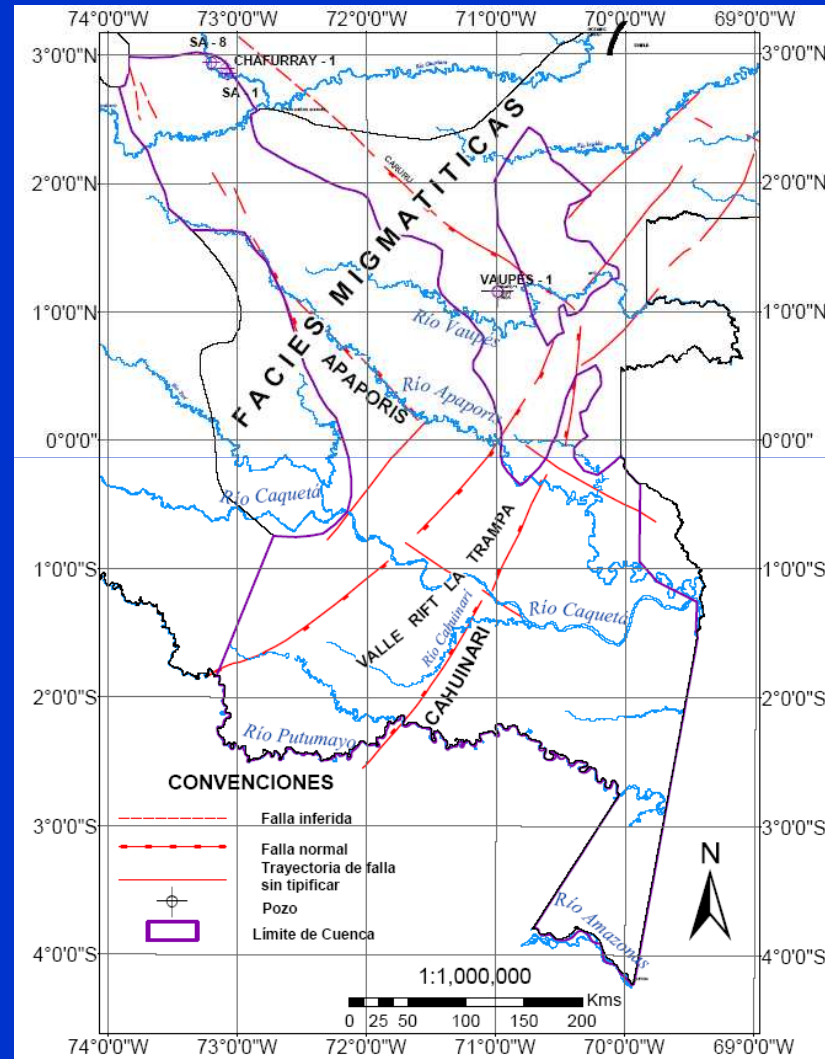 74°0'0"W 73°0'0"W 72°0'0"W 71°0'0"W 70°0'0"W 69°0'0"W
3°0'0"N 3°0'0"N
SA - 8
CHAFURRAY - 1
SA - 1
CARURU
2°0'0"N 2°0'0"N
FACIES MIGMATITICAS
VAUPES - 1
1°0'0"N 1°0'0"N
Río Vaupés
APAPORIS
Río Apaporis
0°0'0" 0°0'0"
Río Caquetá
VALLE RIFT LA TRAMPA
1°0'0"S 1°0'0"S
Río Caquetá
Río Cahuinari
CAHUINARI
2°0'0"S 2°0'0"S
Río Putumayo
CONVENCIONES
Falla inferida
3°0'0"S 3°0'0"S
Falla normal
Trayectoria de falla
sin tipificar
Pozo
Límite de Cuenca
N
Río Amazonas
4°0'0"S 4°0'0"S
1:1,000,000
Kms
0 25 50 100 150 200
74°0'0"W 73°0'0"W 72°0'0"W 71°0'0"W 70°0'0"W 69°0'0"W